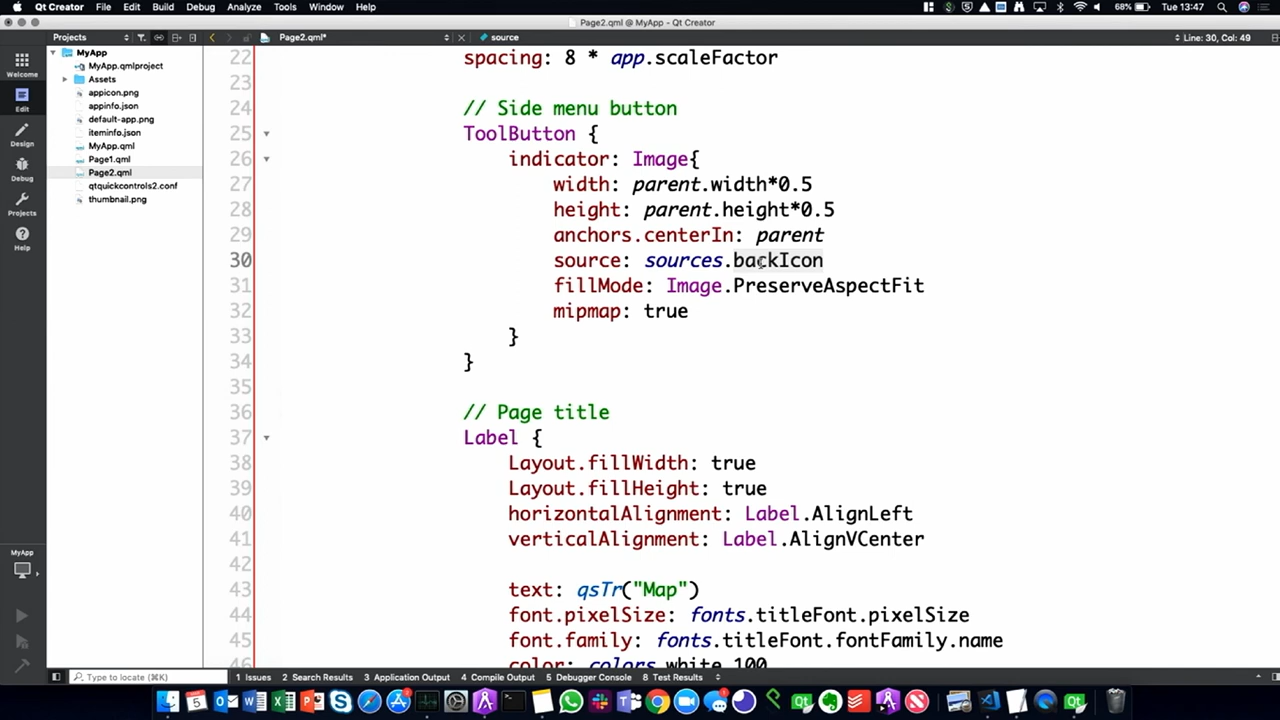 Qt Creator File Edit Build Debug Analyze Tools Window Help 68% Tue 13:47
Page2.qml @ MyApp - Qt Creator
Projects Page2.qml* source Line: 30, Col: 49
Welcome
Edit
Design
Debug
Projects
Help
MyApp
MyApp
MyApp.qmlproject
Assets
appicon.png
appinfo.json
default-app.png
iteminfo.json
MyApp.qml
Page1.qml
Page2.qml
qtquickcontrols2.conf
thumbnail.png
22 spacing: 8 * app.scaleFactor
23
24 // Side menu button
25 ToolButton {
26 indicator: Image{
27 width: parent.width*0.5
28 height: parent.height*0.5
29 anchors.centerIn: parent
30 source: sources.backIcon
31 fillMode: Image.PreserveAspectFit
32 mipmap: true
33 }
34 }
35
36 // Page title
37 Label {
38 Layout.fillWidth: true
39 Layout.fillHeight: true
40 horizontalAlignment: Label.AlignLeft
41 verticalAlignment: Label.AlignVCenter
42
43 text: qsTr("Map")
44 font.pixelSize: fonts.titleFont.pixelSize
45 font.family: fonts.titleFont.fontFamily.name
46 color: colors.white_100
Type to locate (⌘K) 1 Issues 2 Search Results 3 Application Output 4 Compile Output 5 Debugger Console 8 Test Results